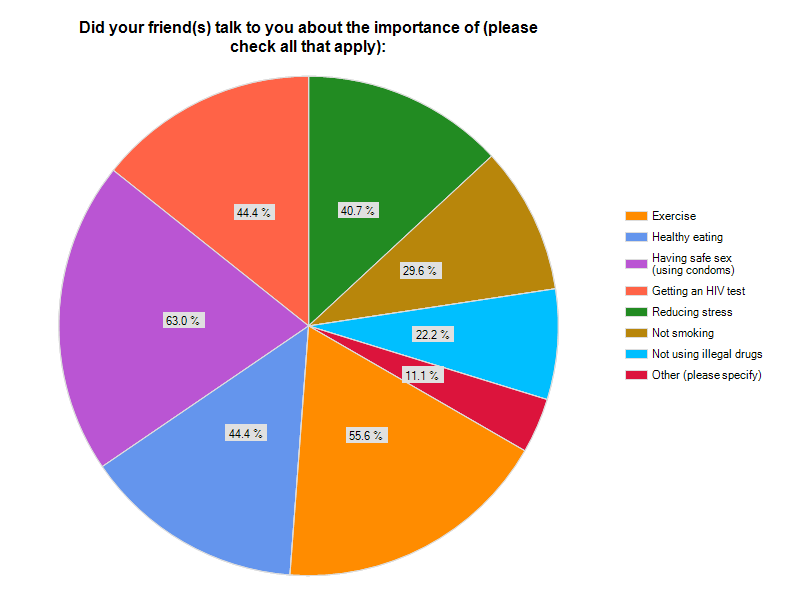 Did your friend(s) talk to you about the importance of (please
check all that apply):
44.4 %
40.7 %
29.6 %
63.0 %
22.2 %
11.1 %
44.4 %
55.6 %
Exercise
Healthy eating
Having safe sex
(using condoms)
Getting an HIV test
Reducing stress
Not smoking
Not using illegal drugs
Other (please specify)